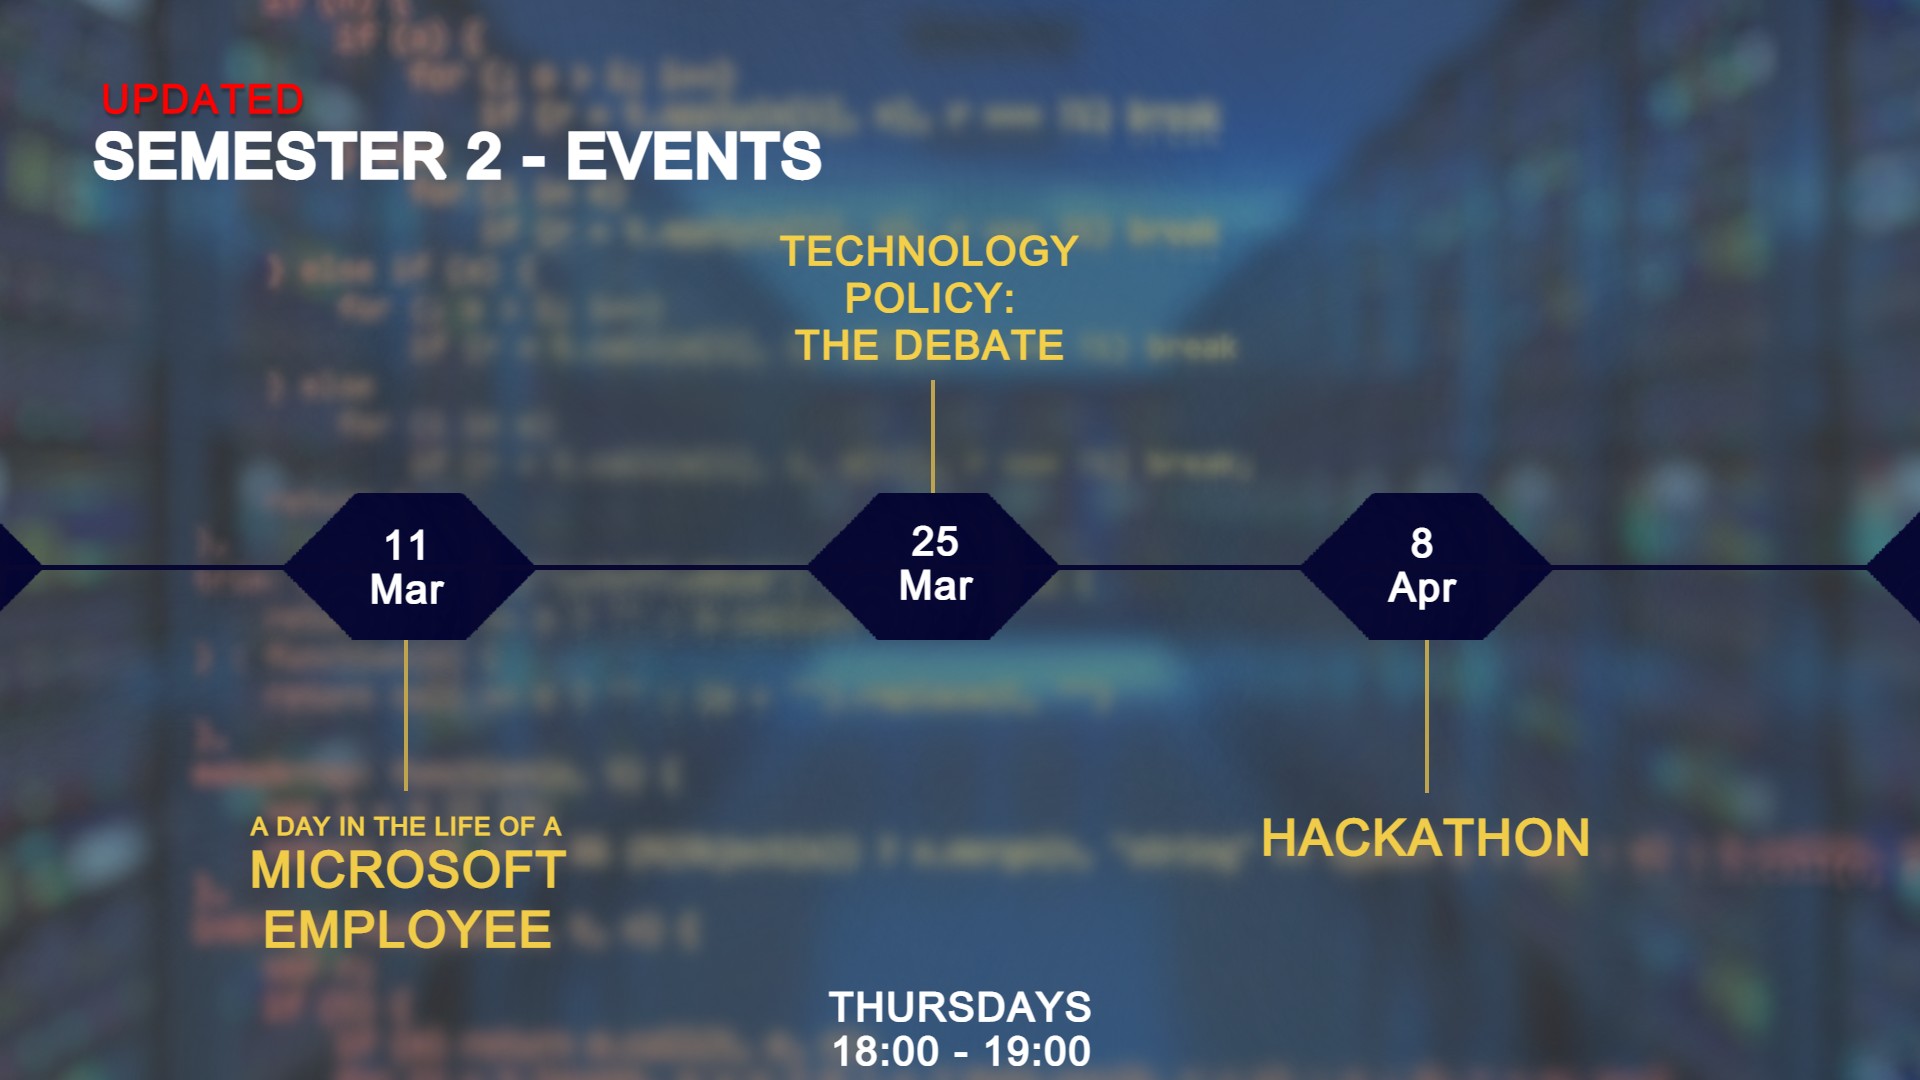 UPDATED
SEMESTER 2 - EVENTS
TECHNOLOGY
POLICY:
THE DEBATE
11
Mar
25
Mar
8
Apr
A DAY IN THE LIFE OF A
MICROSOFT
EMPLOYEE
HACKATHON
THURSDAYS
18:00 - 19:00